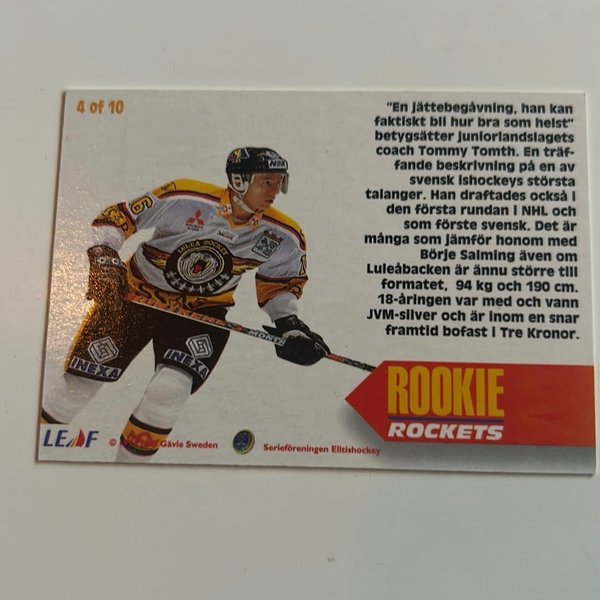 4 of 10
"En jättebegåvning, han kan
faktiskt bli hur bra som helst"
betygsätter juniorlandslagets
coach Tommy Tomth. En träf-
fande beskrivning på en av
svensk ishockeys största
talanger. Han draftades också i
den första rundan i NHL och
som förste svensk. Det är
många som jämför honom med
Börje Salming även om
Luleåbacken är ännu större till
formatet, 94 kg och 190 cm.
18-åringen var med och vann
JVM-silver och är inom en snar
framtid bofast i Tre Kronor.
LULEÅ HOCKEY
16
MONTREAL
INEXA
INEXA
ROOKIE
ROCKETS
LEAF
© Gävle Sweden
Serieföreningen Elitishockey